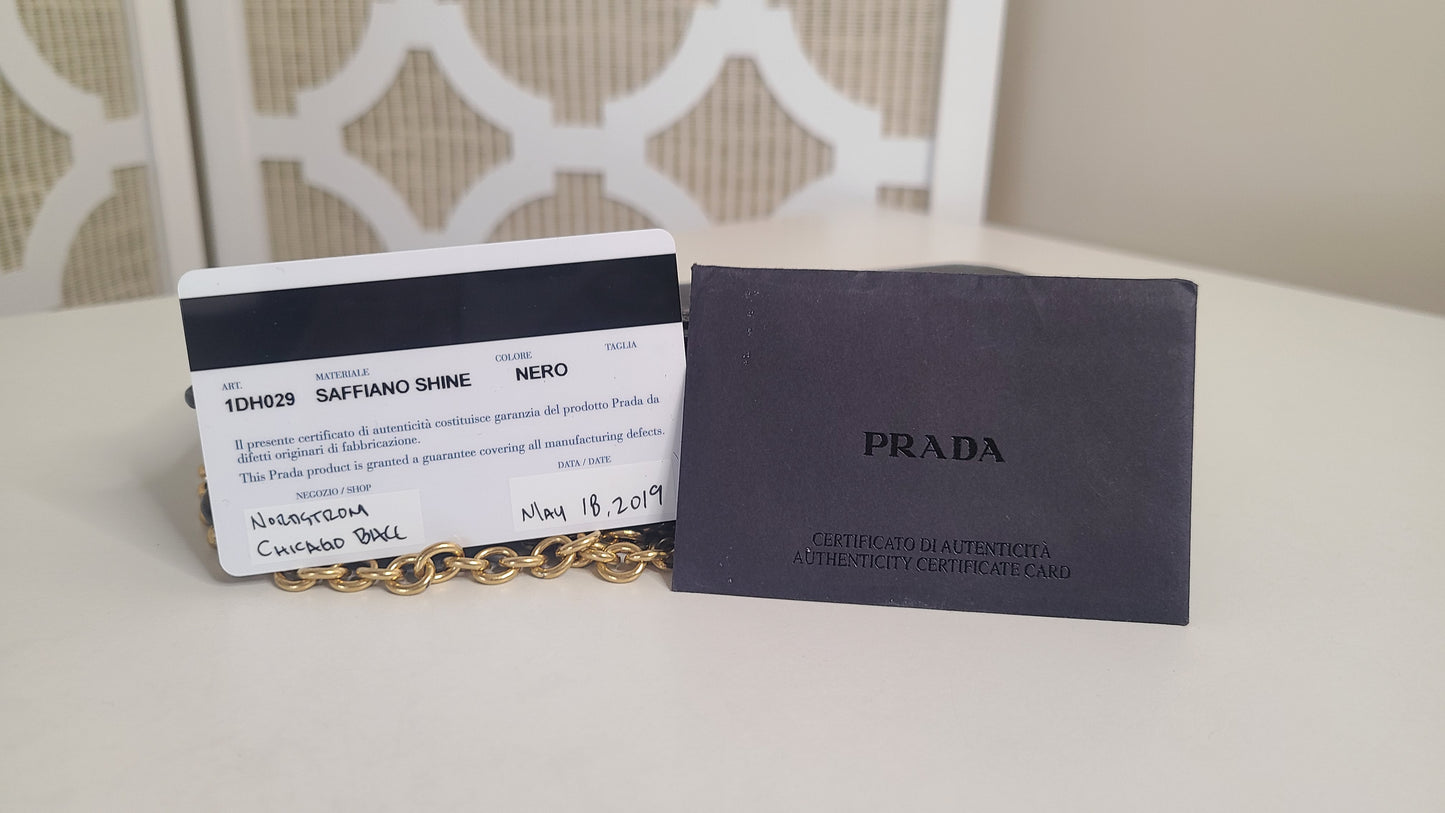 ART.
MATERIALE
COLORE
TAGLIA
1DH029
SAFFIANO SHINE
NERO
Il presente certificato di autenticità costituisce garanzia del prodotto Prada da
difetti originari di fabbricazione.
This Prada product is granted a guarantee covering all manufacturing defects.
NEGOZIO / SHOP
DATA / DATE
NORDSTROM
CHICAGO
MAY 18, 2019
PRADA
CERTIFICATO DI AUTENTICITÀ
AUTHENTICITY CERTIFICATE CARD